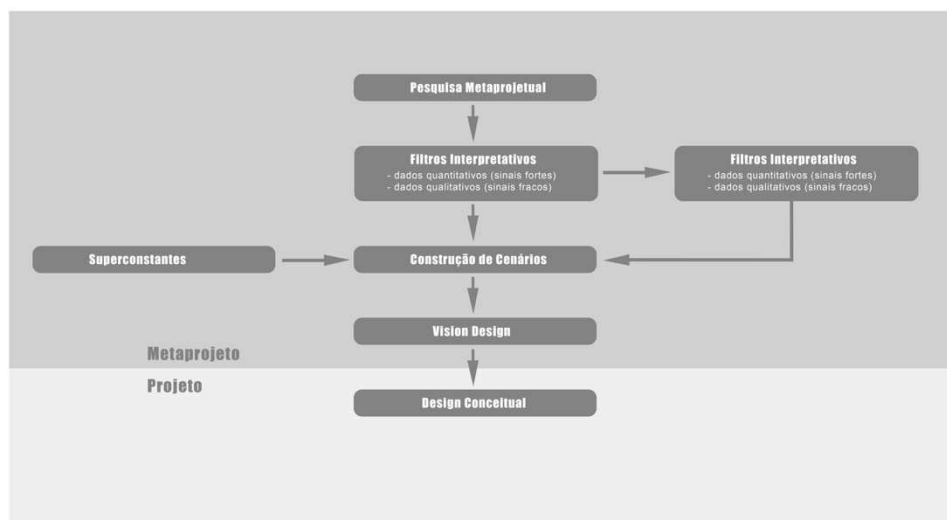 Pesquisa Metaprojetual
Filtros Interpretativos
- dados quantitativos (sinais fortes)
- dados qualitativos (sinais fracos)
Filtros Interpretativos
- dados quantitativos (sinais fortes)
- dados qualitativos (sinais fracos)
Superconstantes
Construção de Cenários
Vision Design
Metaprojeto
Projeto
Design Conceitual